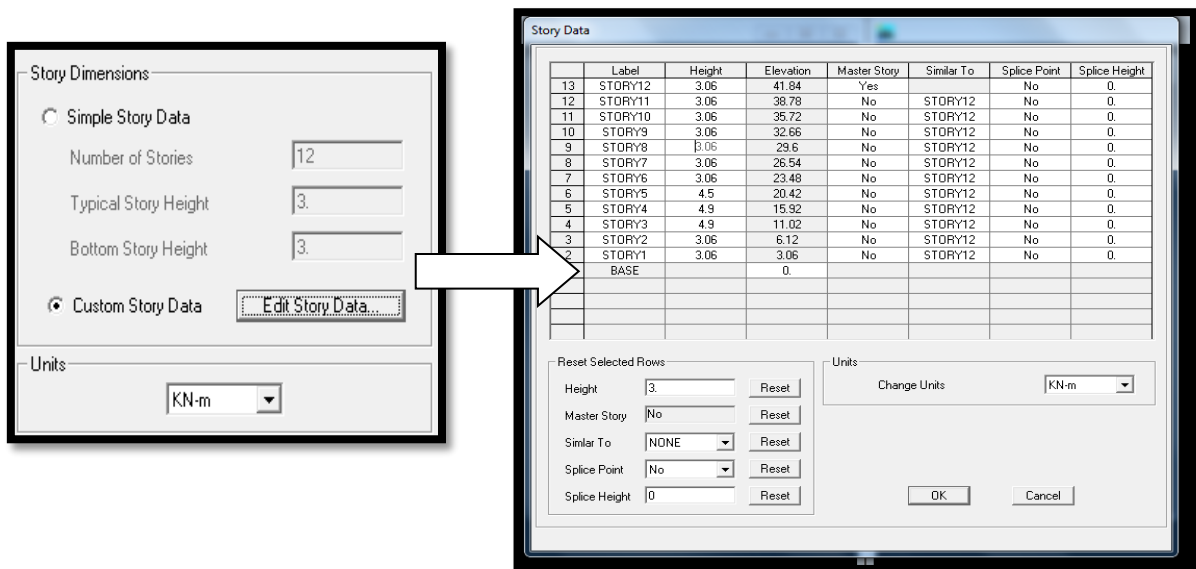 Story Dimensions
Simple Story Data
Number of Stories 12
Typical Story Height 3.
Bottom Story Height 3.
Custom Story Data Edit Story Data...
Units
KN-m
Story Data
Label Height Elevation Master Story Similar To Splice Point Splice Height
13 STORY12 3.06 41.84 Yes No 0.
12 STORY11 3.06 38.78 No STORY12 No 0.
11 STORY10 3.06 35.72 No STORY12 No 0.
10 STORY9 3.06 32.66 No STORY12 No 0.
9 STORY8 3.06 29.6 No STORY12 No 0.
8 STORY7 3.06 26.54 No STORY12 No 0.
7 STORY6 3.06 23.48 No STORY12 No 0.
6 STORY5 4.5 20.42 No STORY12 No 0.
5 STORY4 4.9 15.92 No STORY12 No 0.
4 STORY3 4.9 11.02 No STORY12 No 0.
3 STORY2 3.06 6.12 No STORY12 No 0.
2 STORY1 3.06 3.06 No STORY12 No 0.
BASE 0.
Reset Selected Rows
Height 3. Reset
Master Story No Reset
Simlar To NONE Reset
Splice Point No Reset
Splice Height 0 Reset
Units
Change Units KN-m
OK Cancel